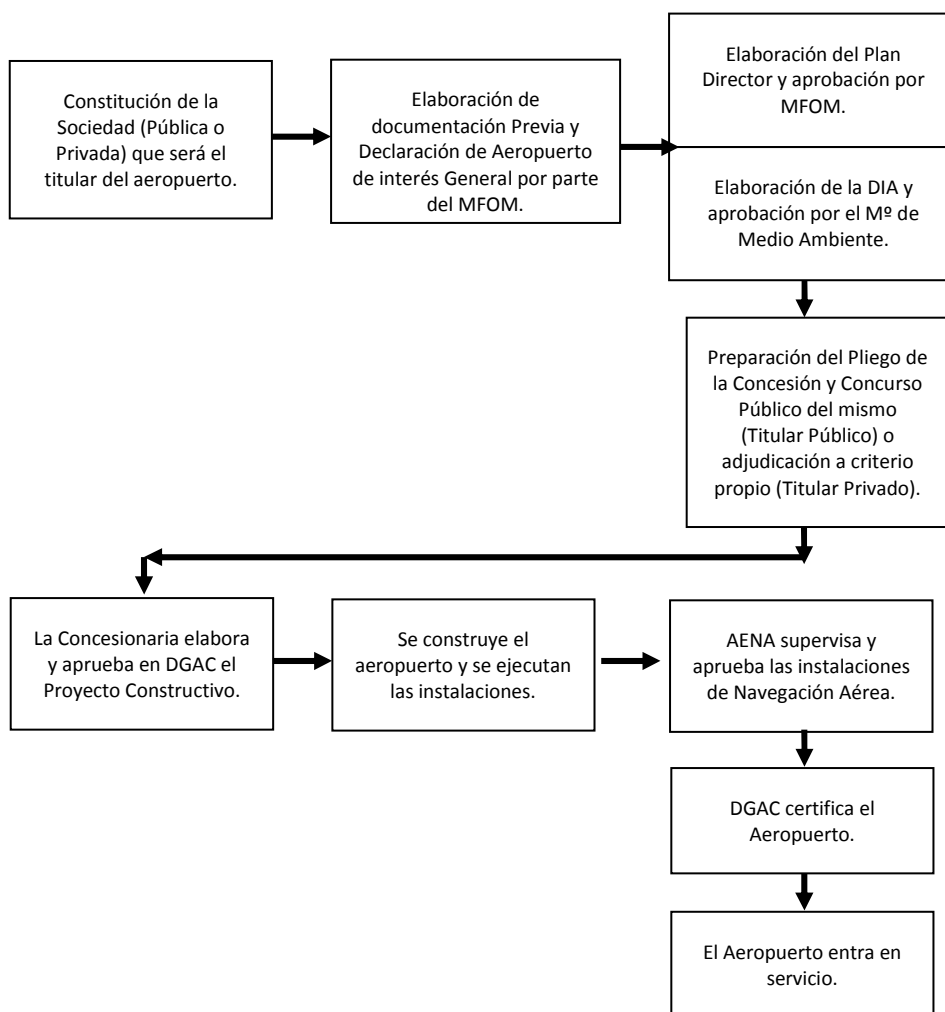 Constitución de la
Sociedad (Pública o
Privada) que será el
titular del aeropuerto.
Elaboración de
documentación Previa y
Declaración de Aeropuerto
de interés General por parte
del MFOM.
Elaboración del Plan
Director y aprobación por
MFOM.
Elaboración de la DIA y
aprobación por el Mº de
Medio Ambiente.
Preparación del Pliego de
la Concesión y Concurso
Público del mismo
(Titular Público) o
adjudicación a criterio
propio (Titular Privado).
La Concesionaria elabora
y aprueba en DGAC el
Proyecto Constructivo.
Se construye el
aeropuerto y se ejecutan
las instalaciones.
AENA supervisa y
aprueba las instalaciones
de Navegación Aérea.
DGAC certifica el
Aeropuerto.
El Aeropuerto entra en
servicio.